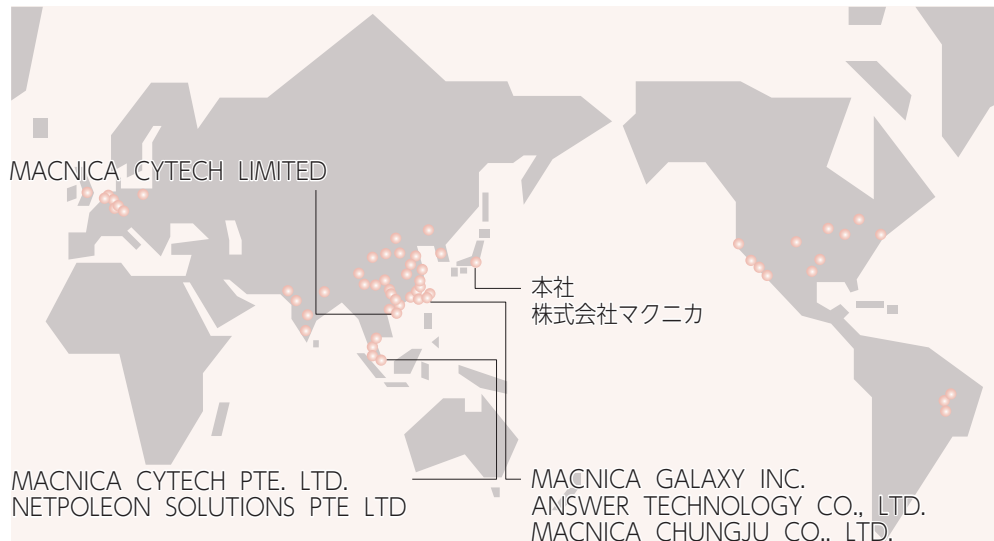 MACNICA CYTECH LIMITED
本社
株式会社マクニカ
MACNICA CYTECH PTE. LTD.
NETPOLEON SOLUTIONS PTE LTD
MACNICA GALAXY INC.
ANSWER TECHNOLOGY CO., LTD.
MACNICA CHUNGJU CO., LTD.